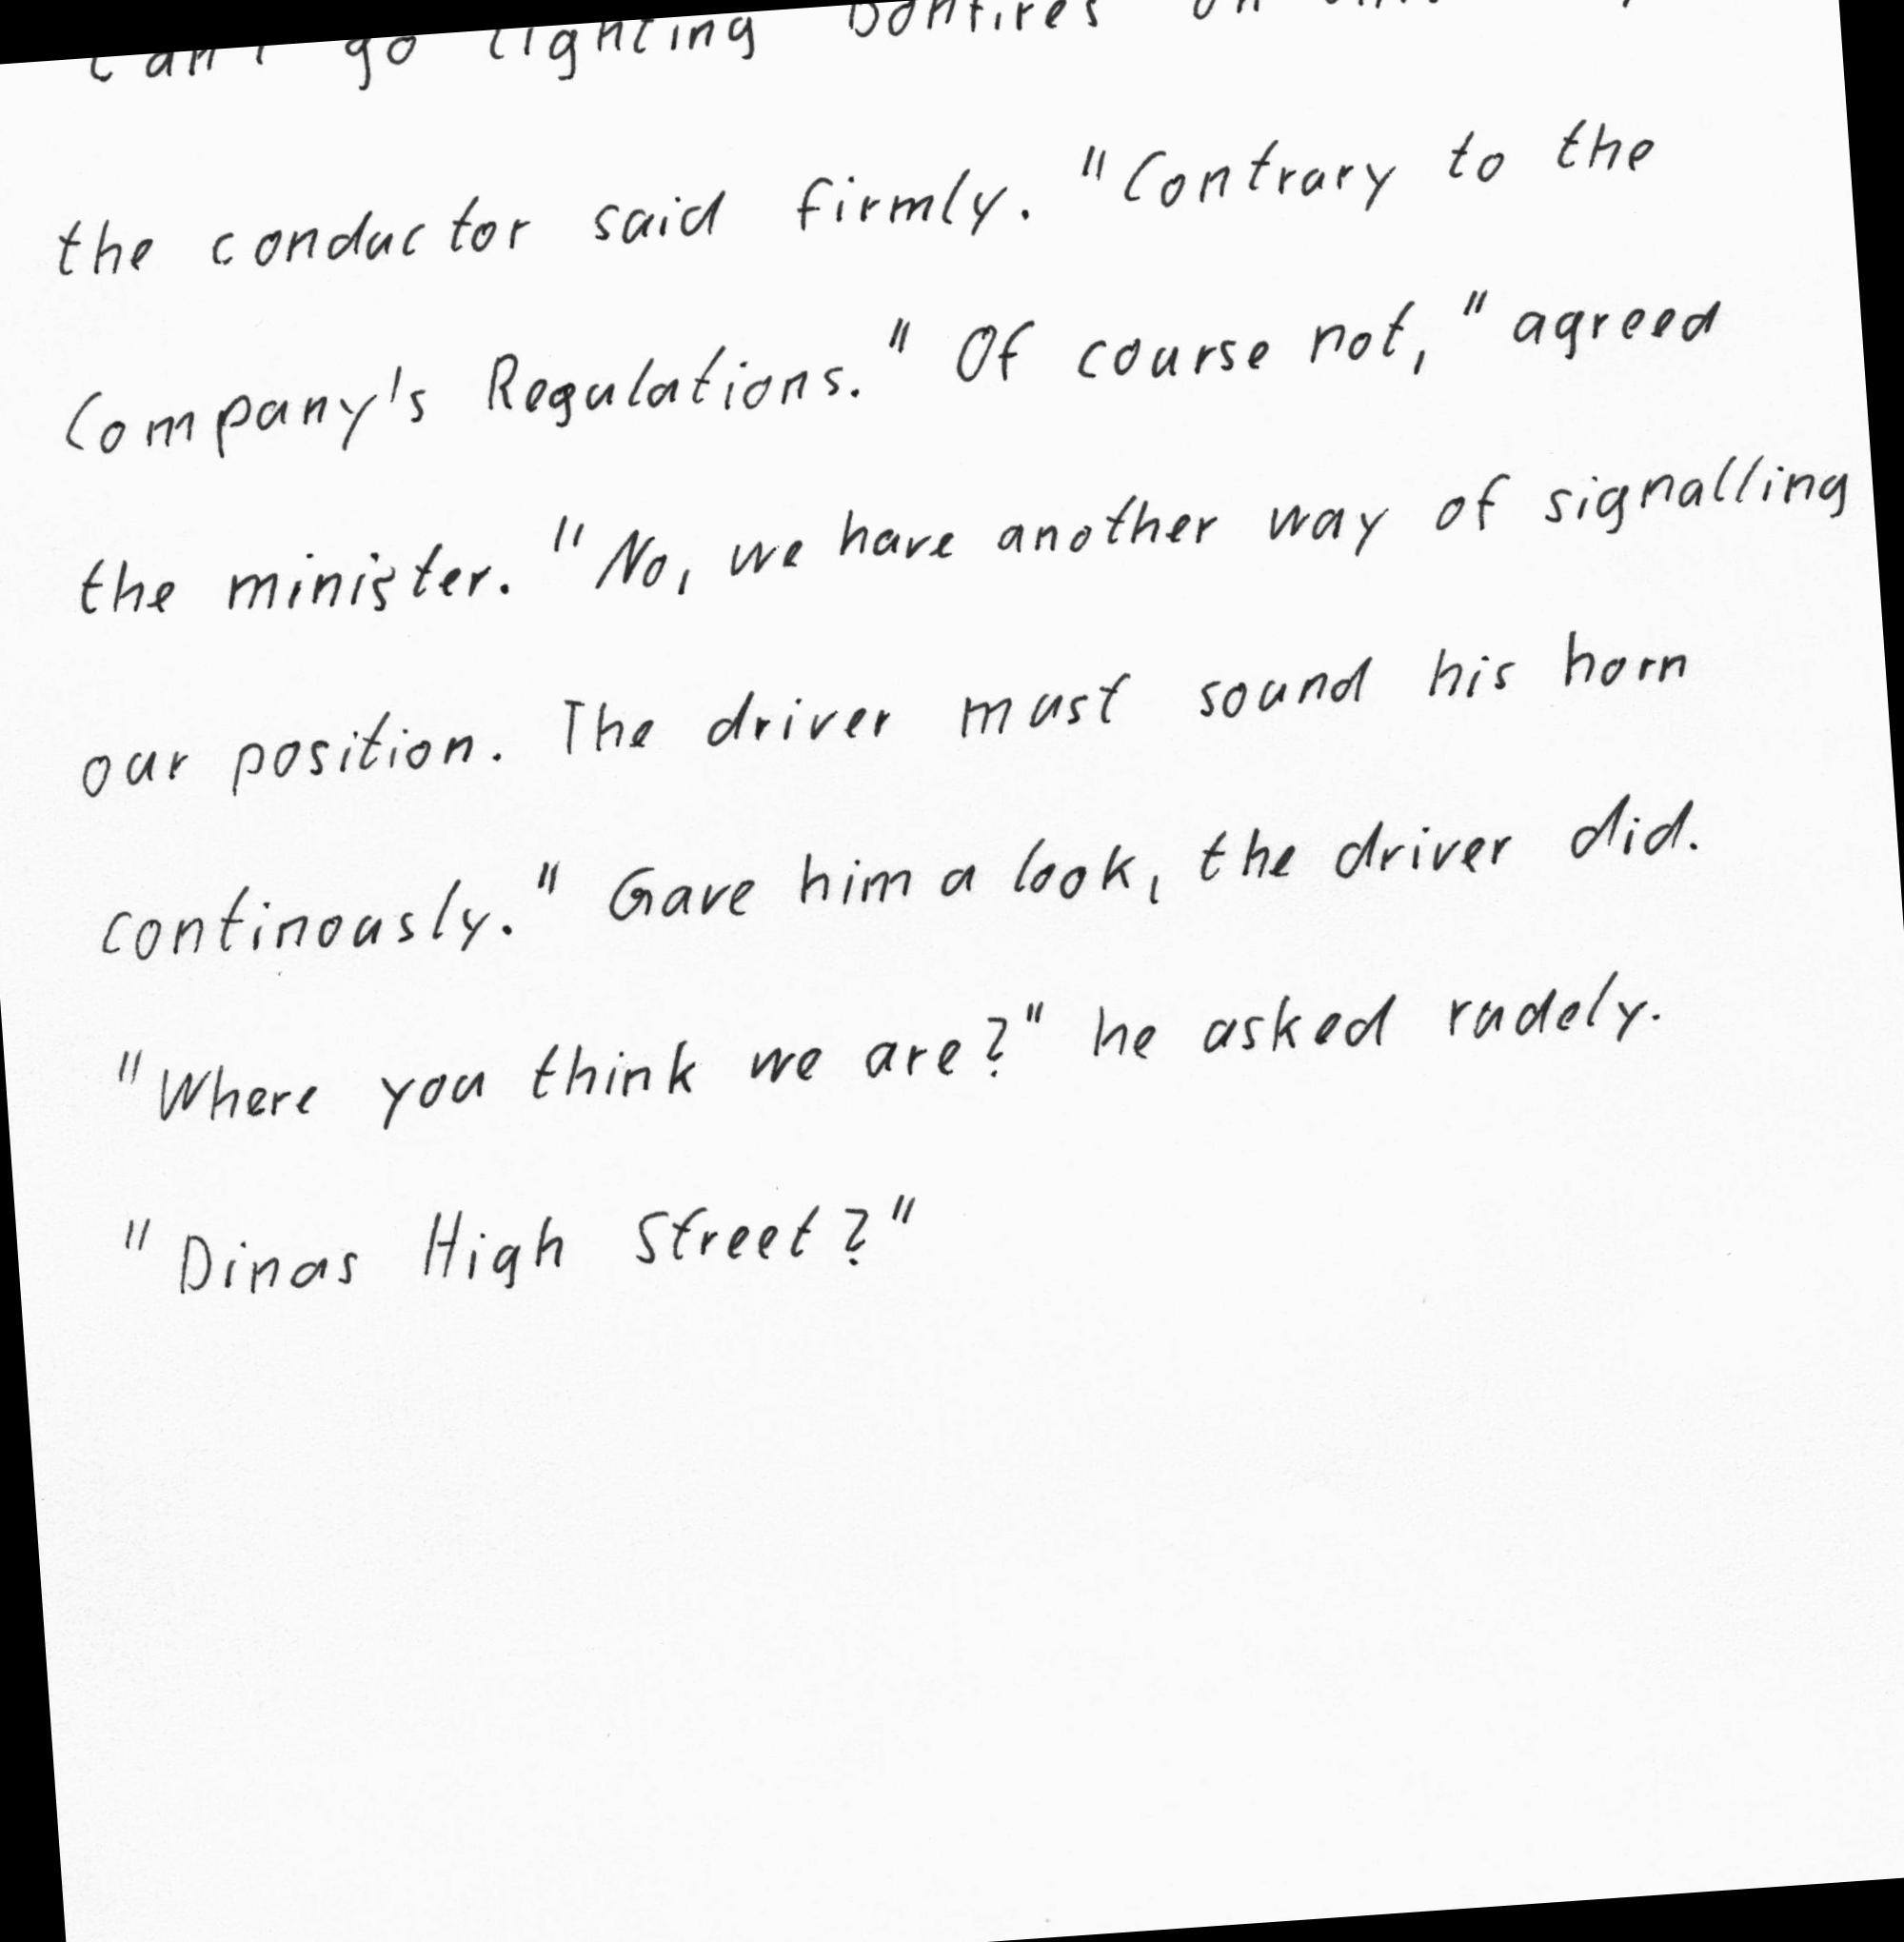 can't go lighting bonfires on
the conductor said firmly. "Contrary to the
Company's Regulations." "Of course not," agreed
the minister. "No, we have another way of signalling
our position. The driver must sound his horn
continously." Gave him a look, the driver did.
"Where you think we are?" he asked rudely.
"Dinas High Street?"